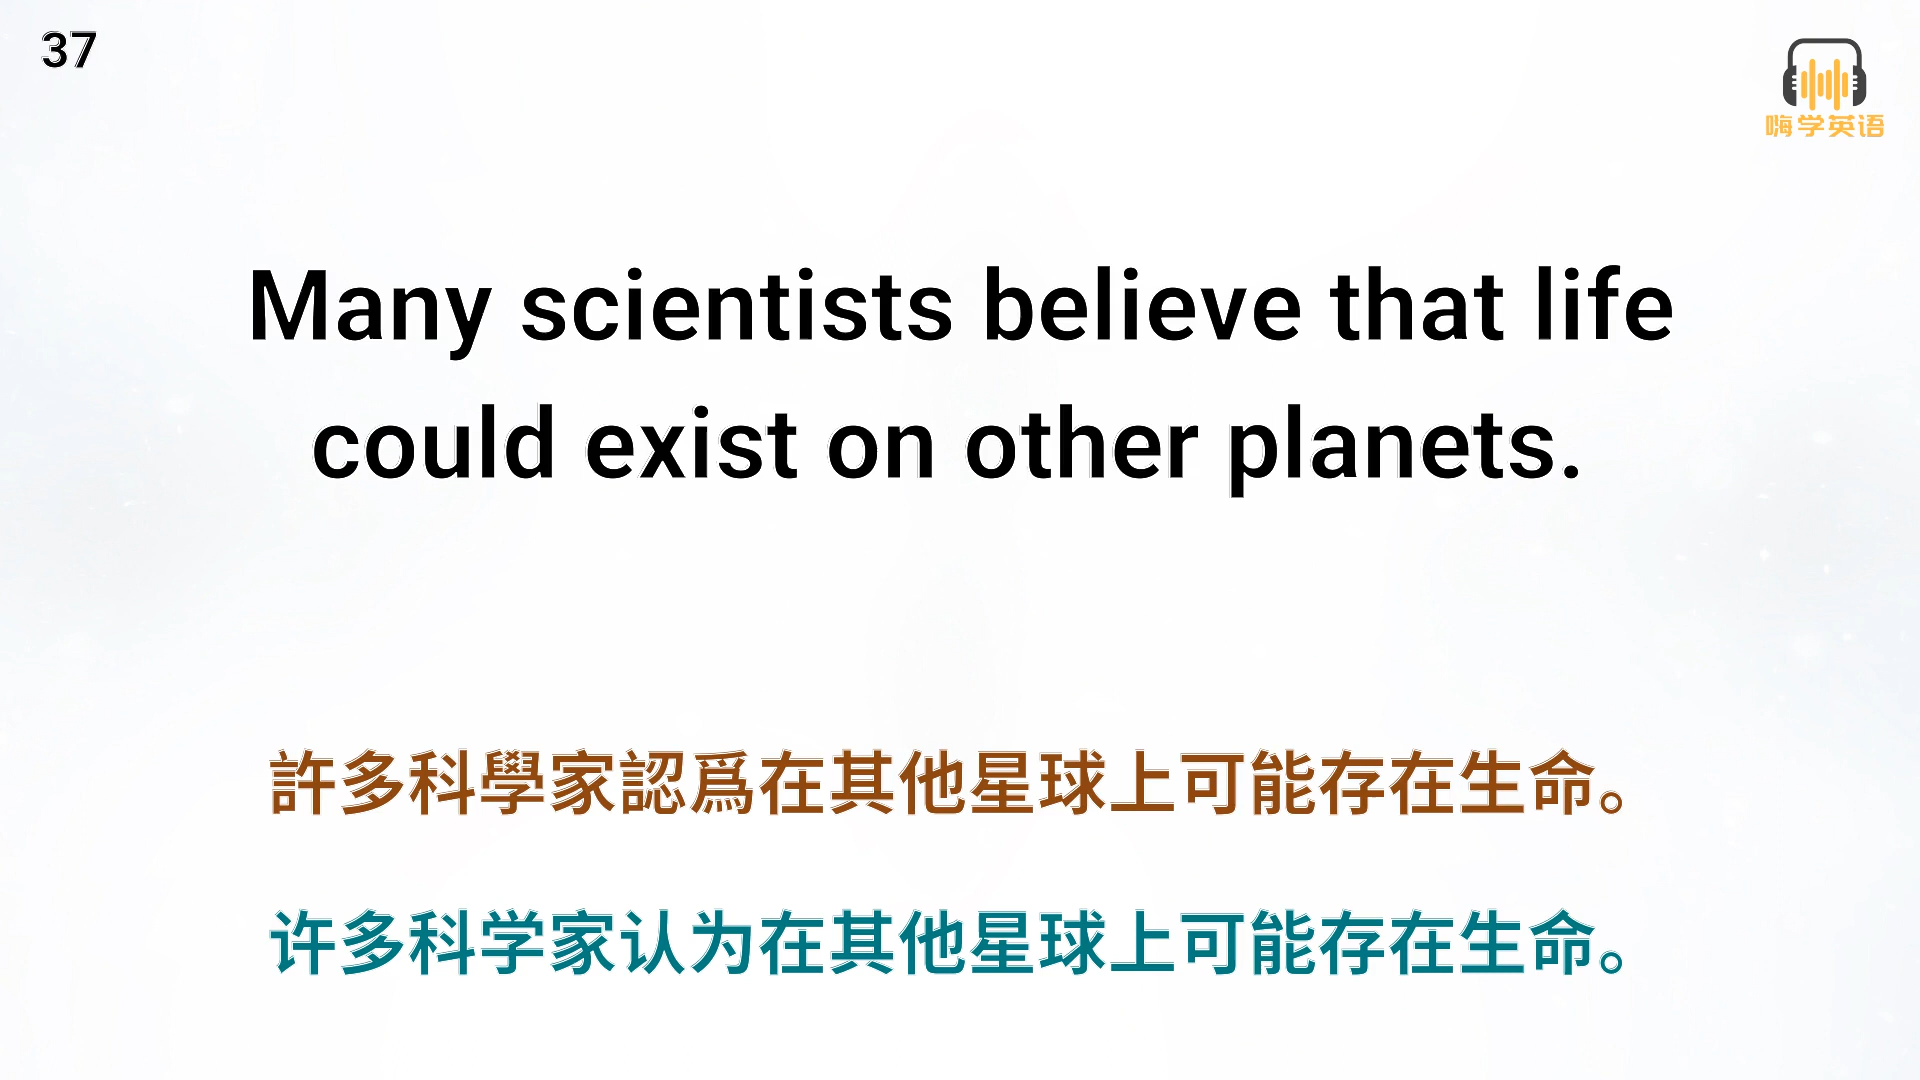 37
嗨学英语
Many scientists believe that life
could exist on other planets.
許多科學家認爲在其他星球上可能存在生命。
许多科学家认为在其他星球上可能存在生命。